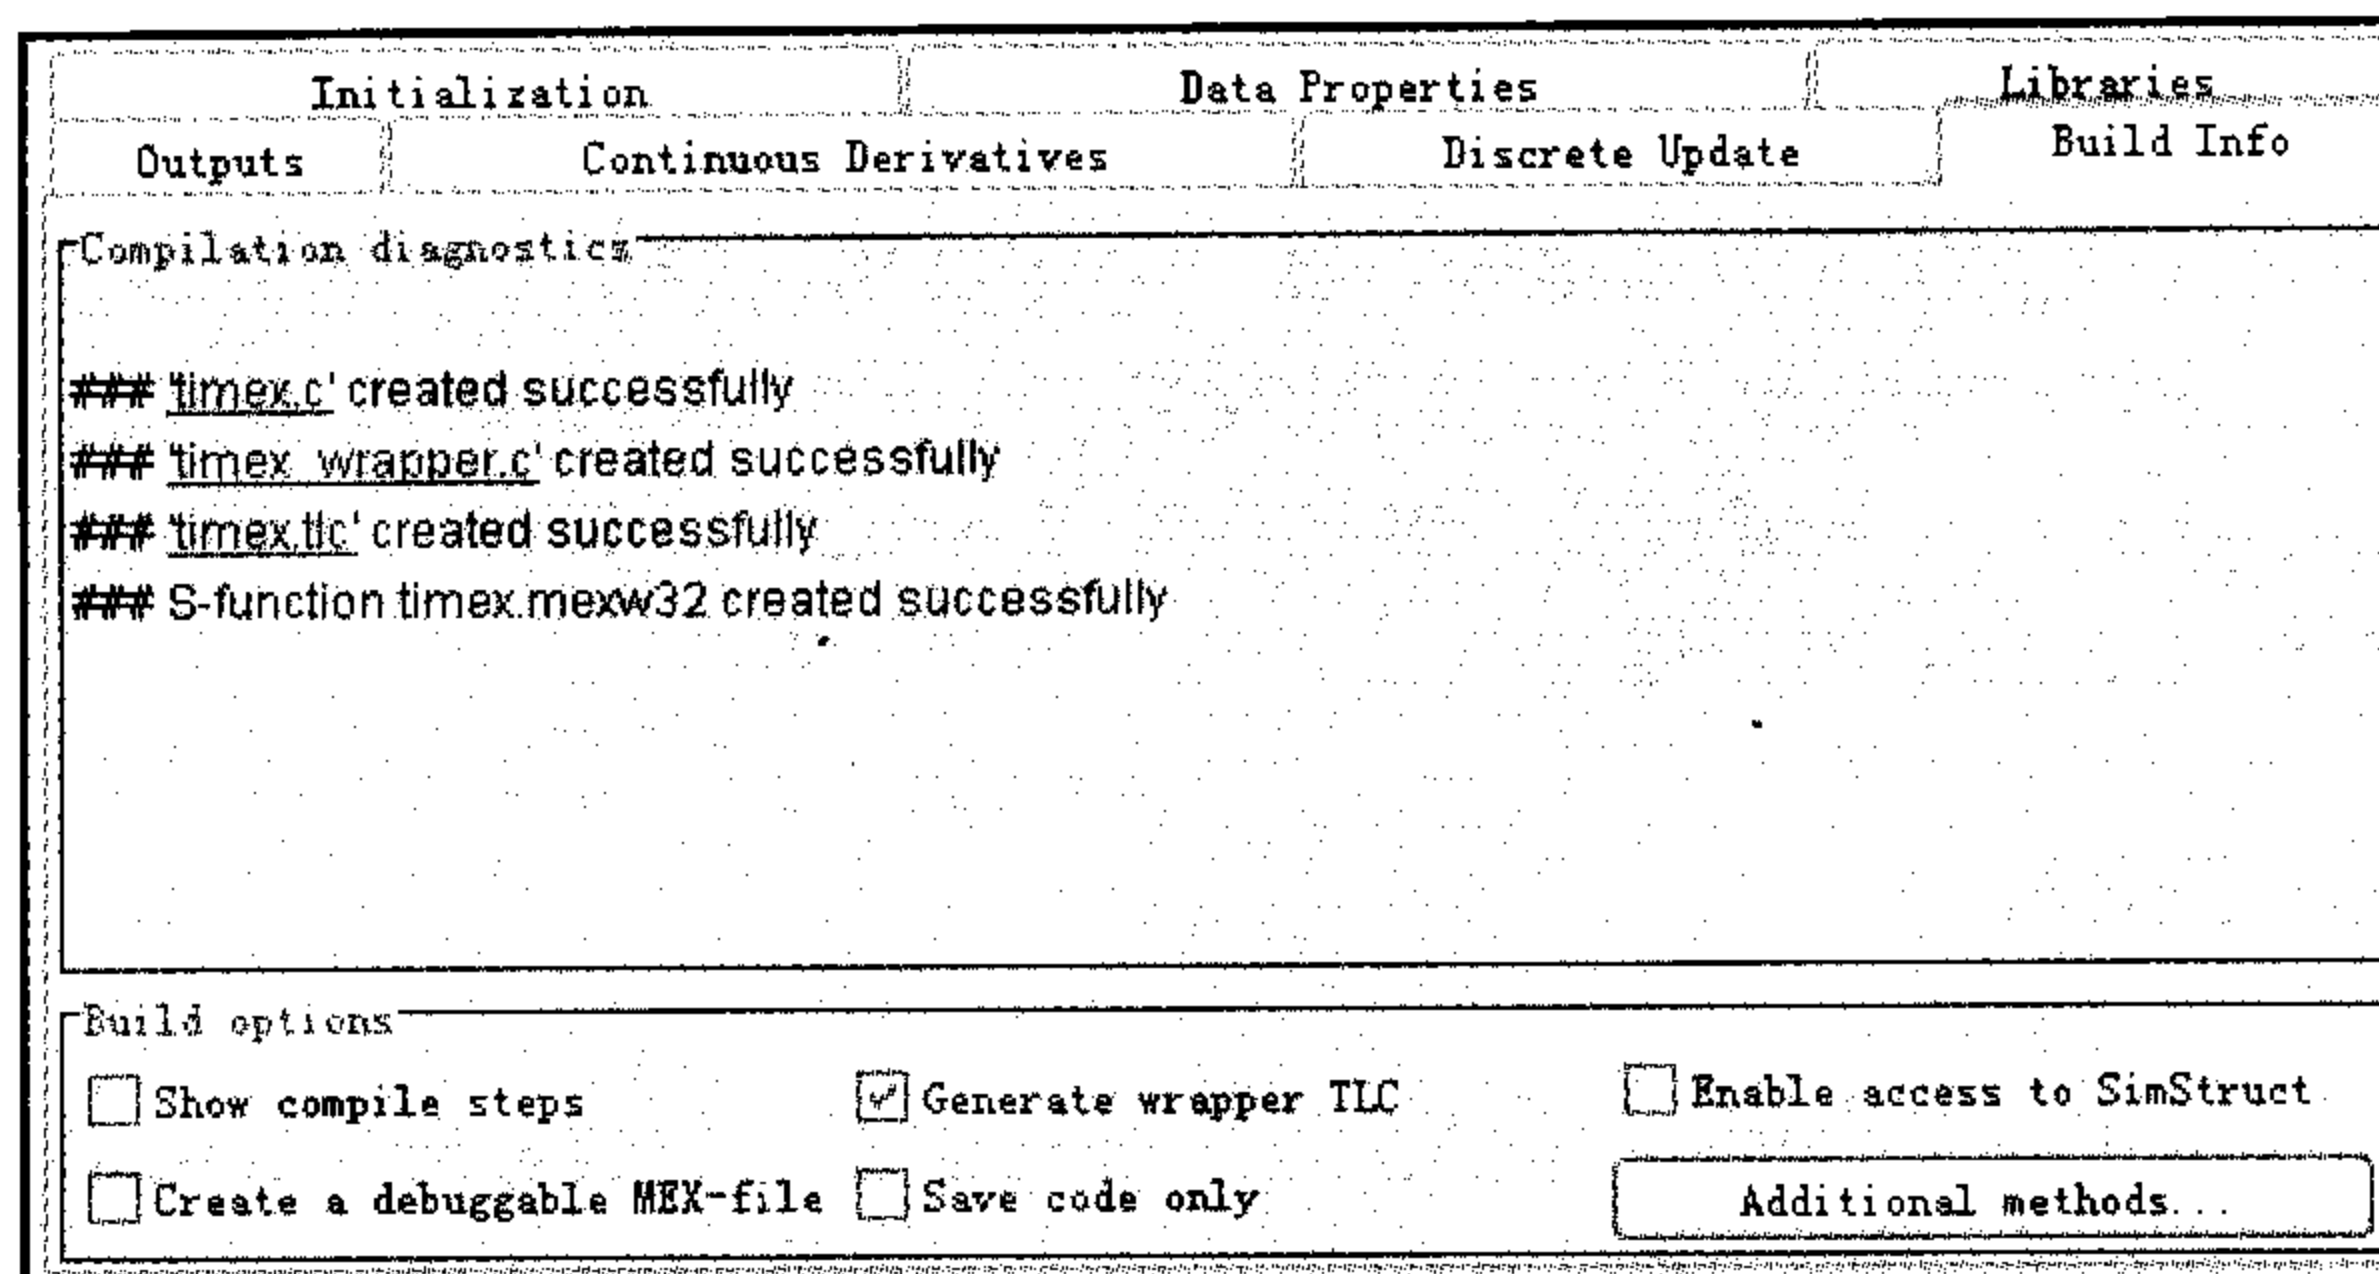 Initialization Data Properties Libraries
Outputs Continuous Derivatives Discrete Update Build Info
Compilation diagnostics
### 'timex.c' created successfully
### 'timex_wrapper.c' created successfully
### 'timex.tlc' created successfully
### S-function timex.mexw32 created successfully
Build options
Show compile steps Generate wrapper TLC Enable access to SimStruct
Create a debuggable MEX-file Save code only Additional methods...